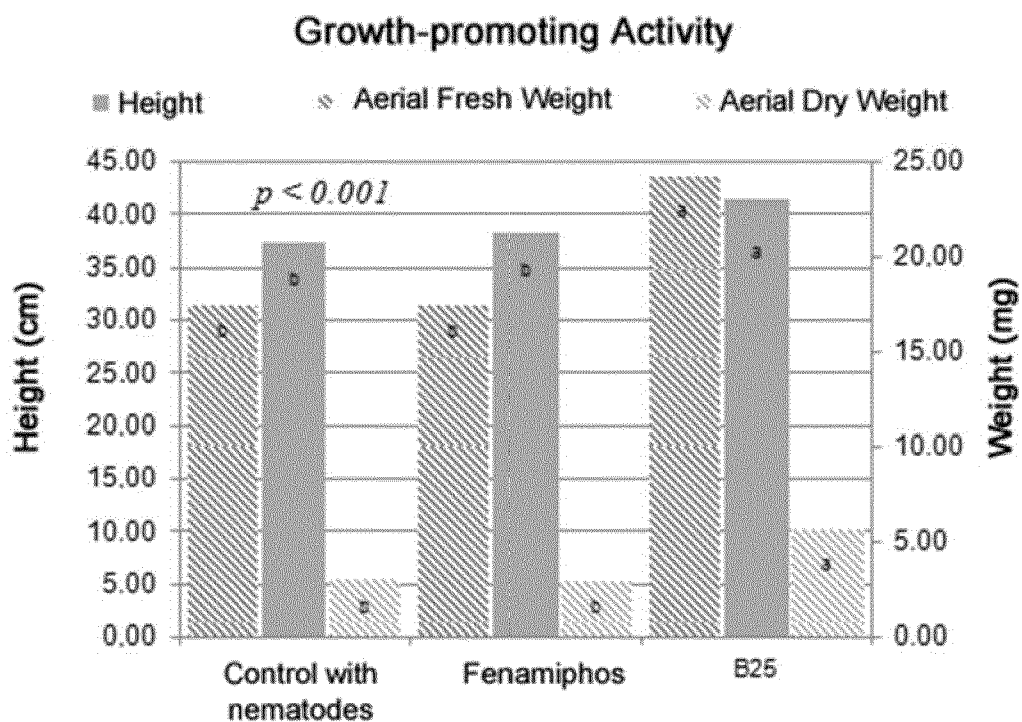 Growth-promoting Activity
Height Aerial Fresh Weight Aerial Dry Weight
45.00
40.00
35.00
30.00
25.00
20.00
15.00
10.00
5.00
0.00
Height (cm)
p < 0.001
b b b
b b b
a a a
25.00
20.00
15.00
10.00
5.00
0.00
Weight (mg)
Control with
nematodes
Fenamiphos
B25